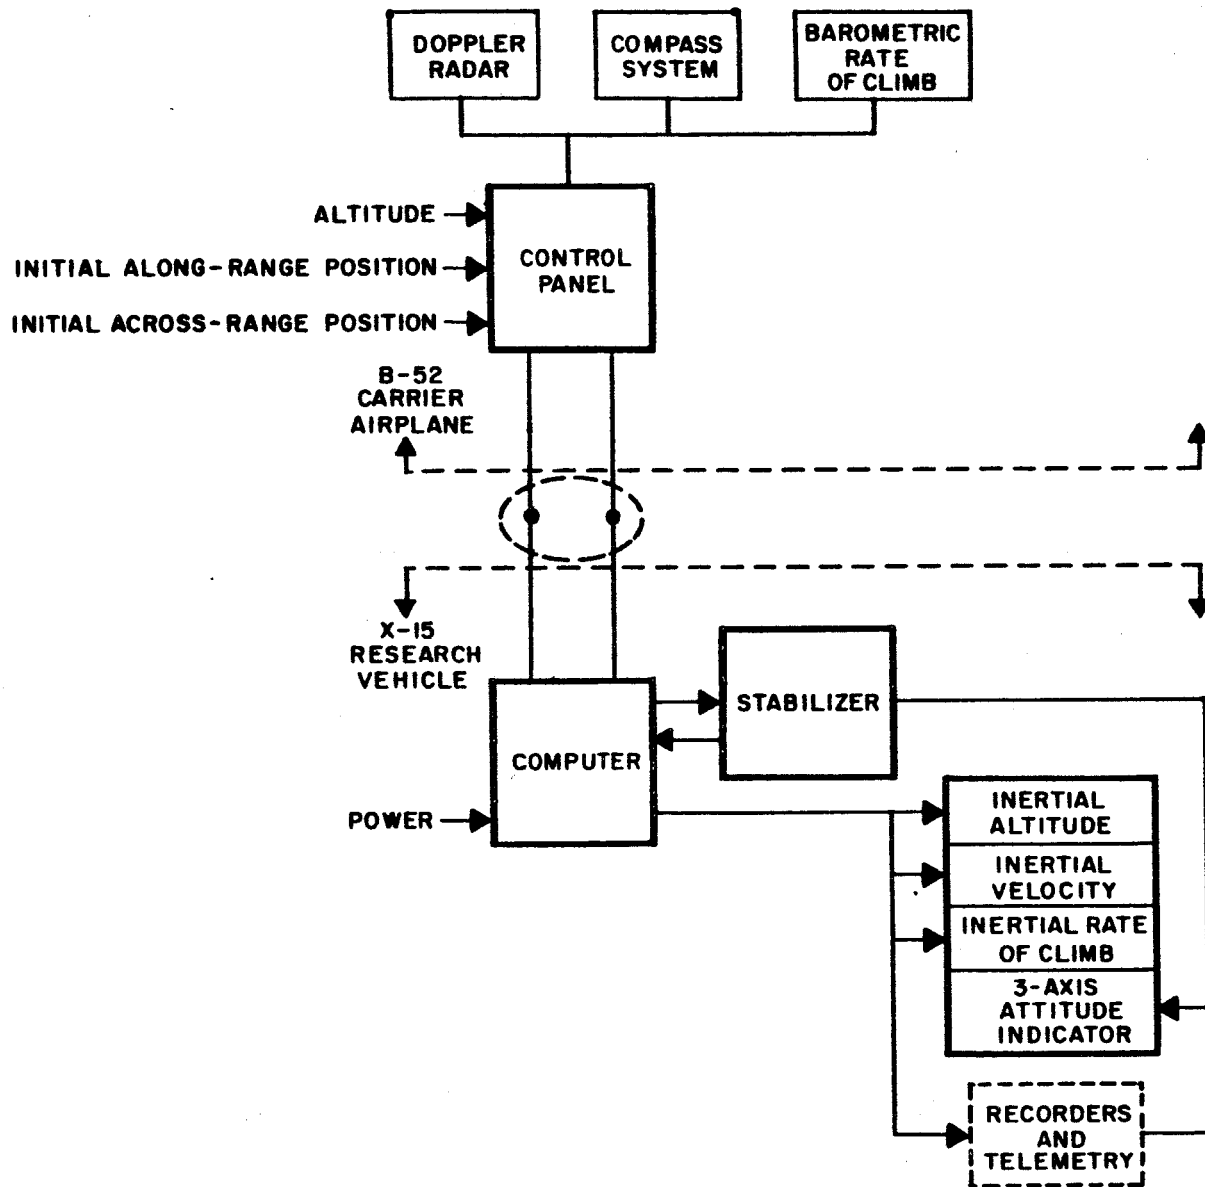 DOPPLER
RADAR
COMPASS
SYSTEM
BAROMETRIC
RATE
OF CLIMB
ALTITUDE
INITIAL ALONG-RANGE POSITION
INITIAL ACROSS-RANGE POSITION
CONTROL
PANEL
B-52
CARRIER
AIRPLANE
X-15
RESEARCH
VEHICLE
STABILIZER
COMPUTER
POWER
INERTIAL
ALTITUDE
INERTIAL
VELOCITY
INERTIAL RATE
OF CLIMB
3-AXIS
ATTITUDE
INDICATOR
RECORDERS
AND
TELEMETRY